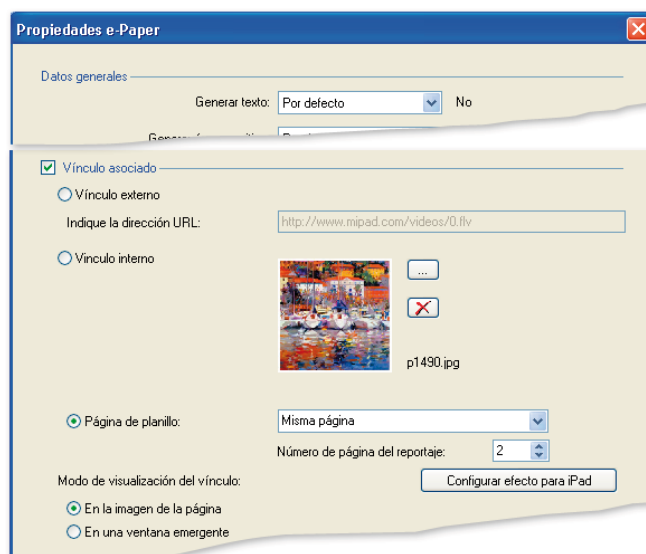 Propiedades e-Paper
Datos generales
Generar texto: Por defecto No
Vínculo asociado
Vínculo externo
Indique la dirección URL: http://www.mipad.com/videos/0.flv
Vinculo interno
...
p1490.jpg
Página de planillo: Misma página
Número de página del reportaje: 2
Modo de visualización del vínculo: Configurar efecto para iPad
En la imagen de la página
En una ventana emergente